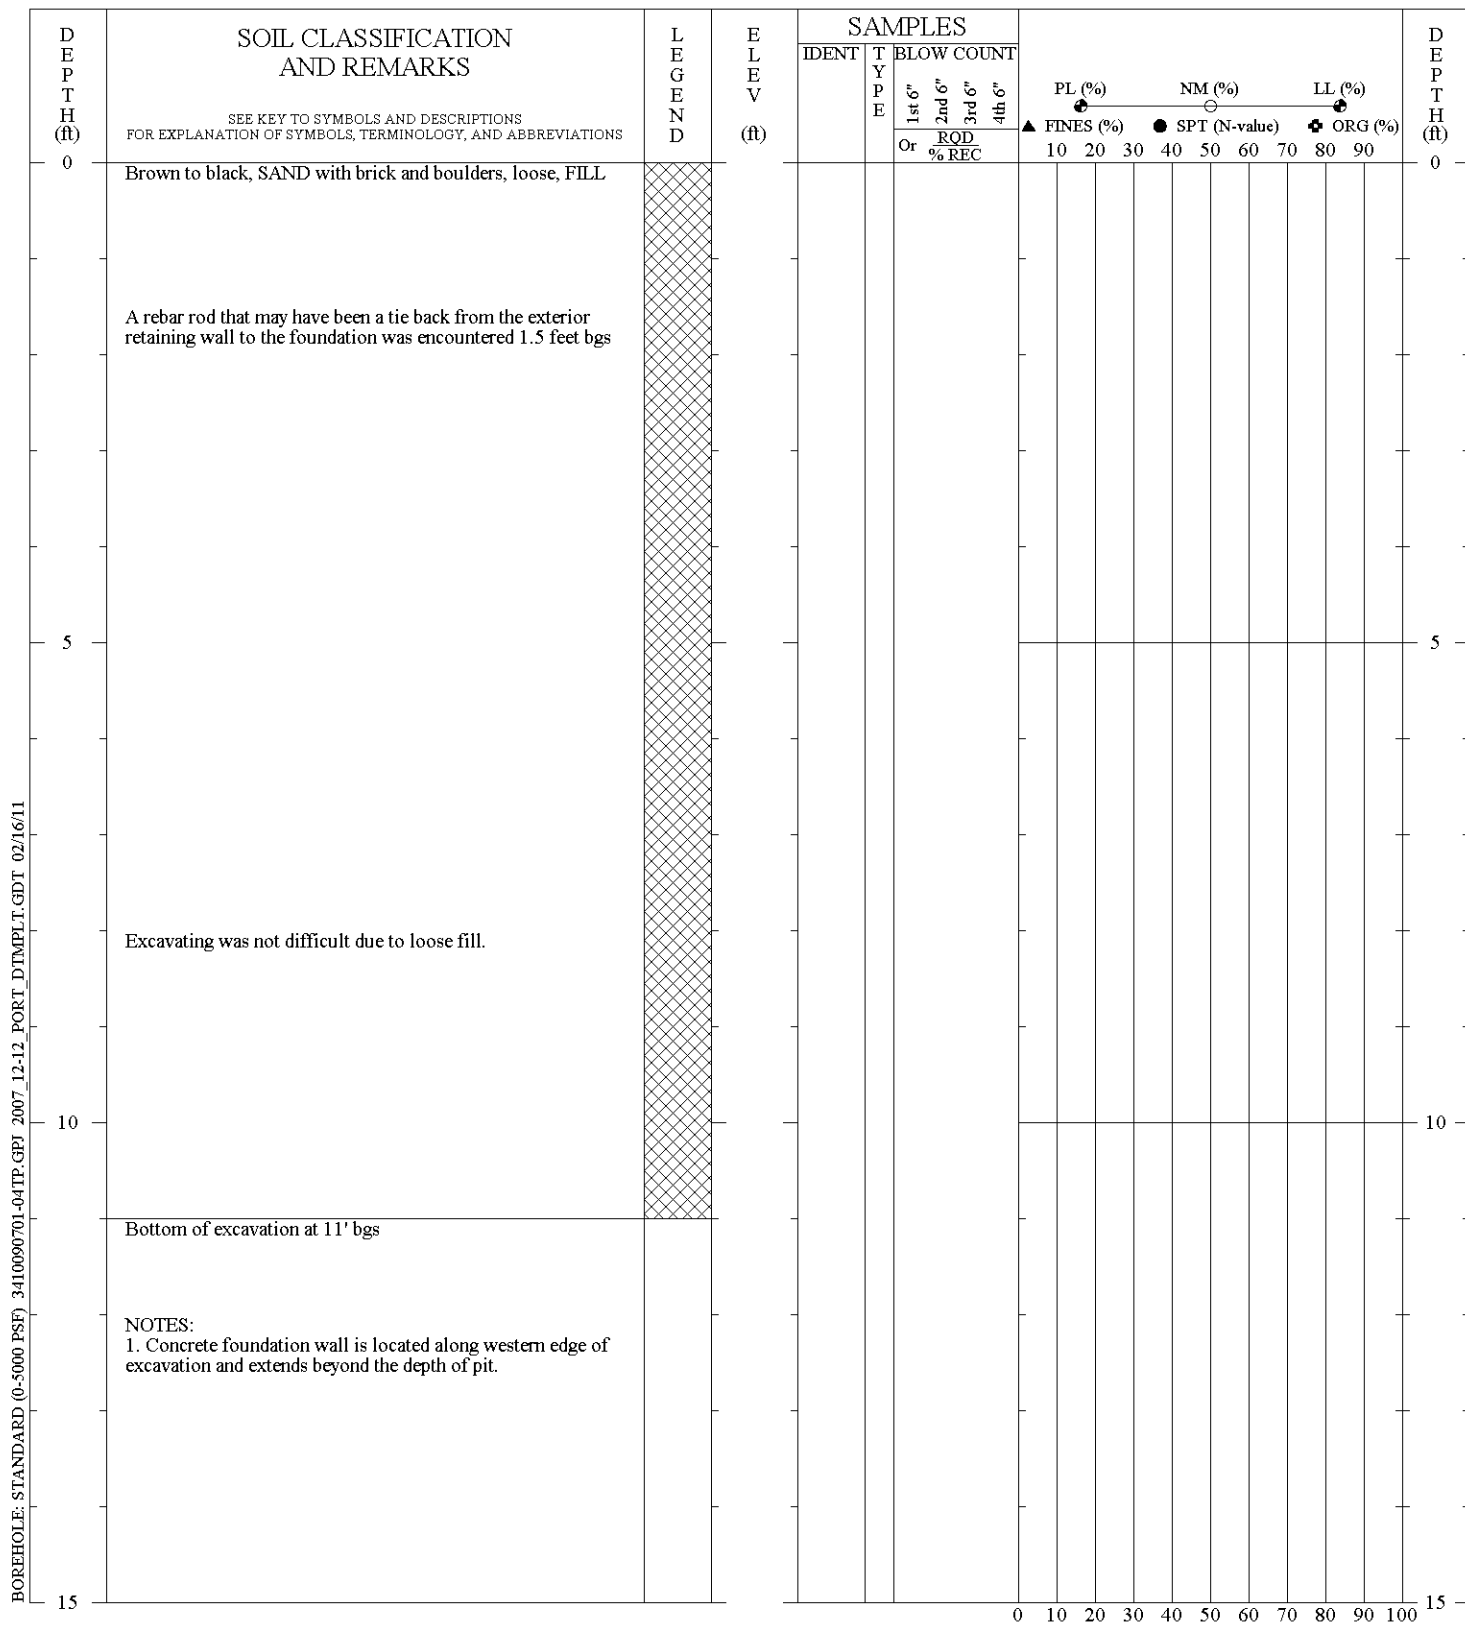 DEPTH
(ft)
SOIL CLASSIFICATION
AND REMARKS
SEE KEY TO SYMBOLS AND DESCRIPTIONS
FOR EXPLANATION OF SYMBOLS, TERMINOLOGY, AND ABBREVIATIONS
LEGEND
ELEV
(ft)
SAMPLES
IDENT
TYPE
BLOW COUNT
1st 6"
2nd 6"
3rd 6"
4th 6"
Or RQD
% REC
PL (%) NM (%) LL (%)
▲ FINES (%) ● SPT (N-value) ✚ ORG (%)
10 20 30 40 50 60 70 80 90
DEPTH
(ft)
0 0
Brown to black, SAND with brick and boulders, loose, FILL
A rebar rod that may have been a tie back from the exterior
retaining wall to the foundation was encountered 1.5 feet bgs
5 5
Excavating was not difficult due to loose fill.
10 10
Bottom of excavation at 11' bgs
NOTES:
1. Concrete foundation wall is located along western edge of
excavation and extends beyond the depth of pit.
15 15
0 10 20 30 40 50 60 70 80 90 100
BOREHOLE: STANDARD (0-5000 PSF) 3410090701-04TP.GPJ 2007_12-12_PORT_DTMPLT.GDT 02/16/11